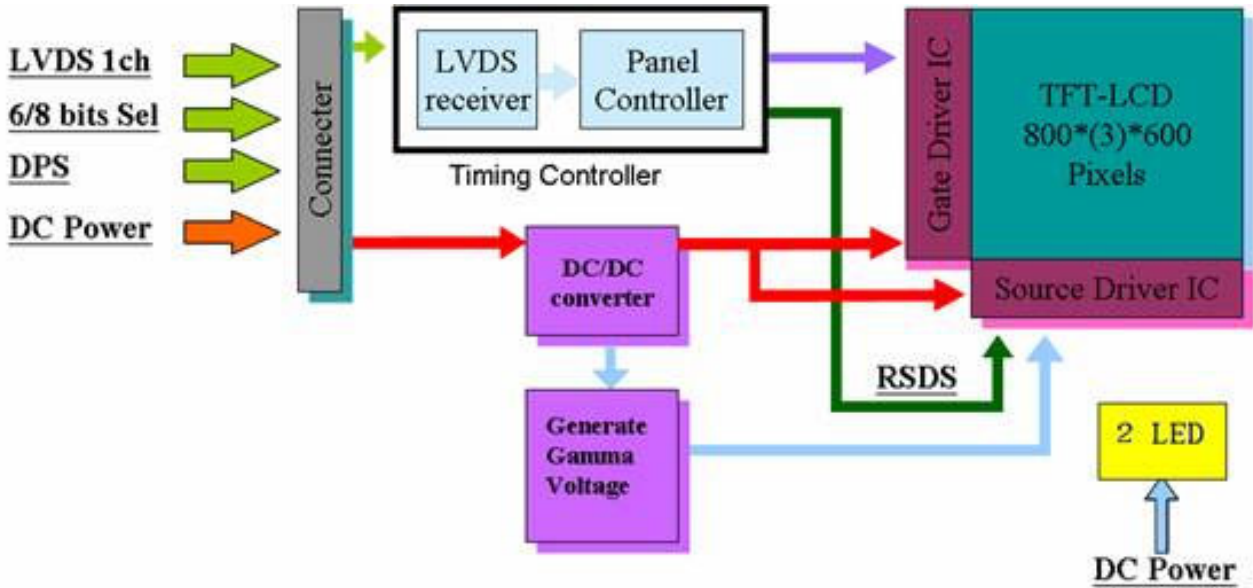 LVDS 1ch
6/8 bits Sel
DPS
DC Power
Connecter
LVDS
receiver
Panel
Controller
Timing Controller
DC/DC
converter
Generate
Gamma
Voltage
RSDS
Gate Driver IC
TFT-LCD
800*(3)*600
Pixels
Source Driver IC
2 LED
DC Power